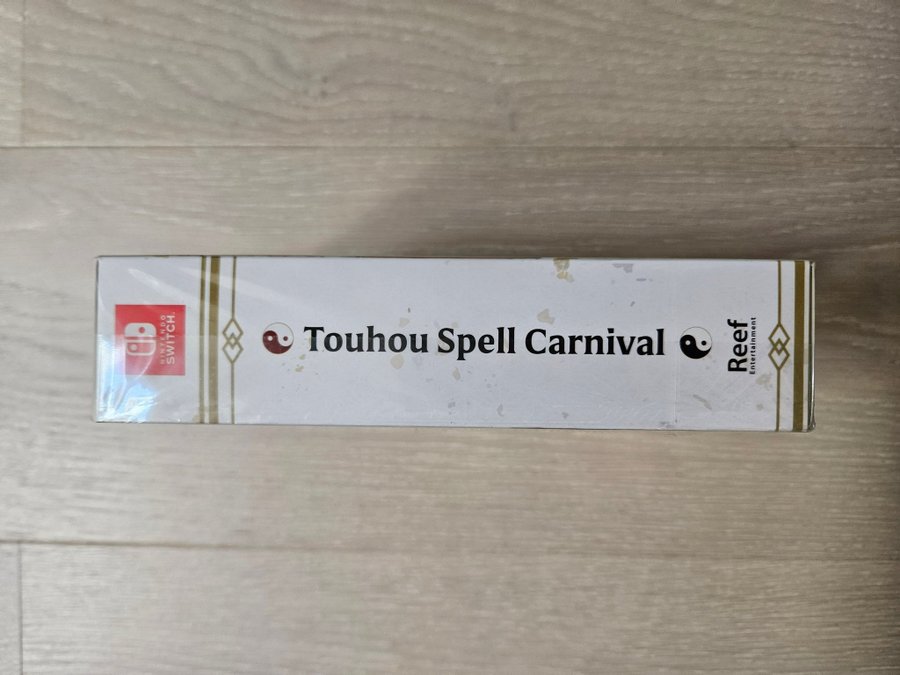 NINTENDO
SWITCH.
Touhou Spell Carnival
Reef
Entertainment